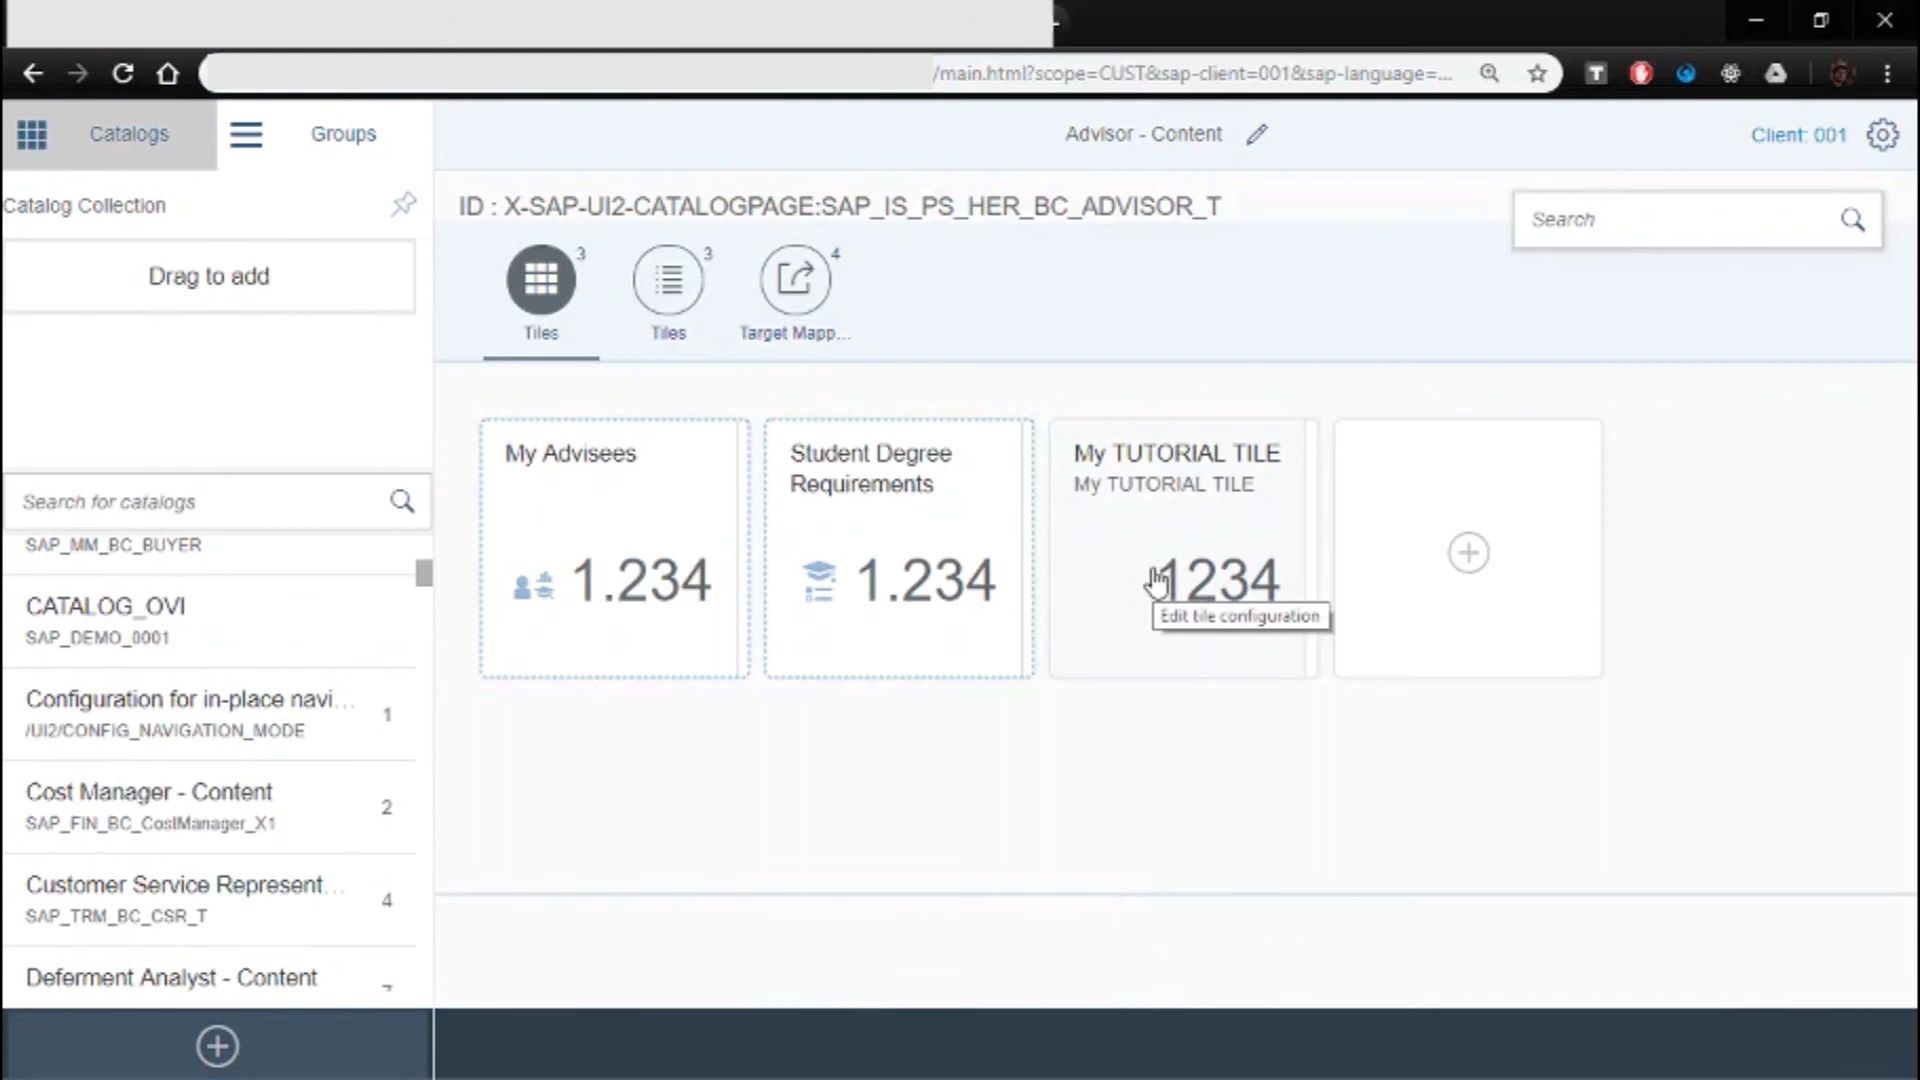 /main.html?scope=CUST&sap-client=001&sap-language=...
Catalogs
Groups
Advisor - Content
Client: 001
Catalog Collection
ID : X-SAP-UI2-CATALOGPAGE:SAP_IS_PS_HER_BC_ADVISOR_T
Search
Drag to add
3
3
4
Tiles
Tiles
Target Mapp...
My Advisees
1.234
Student Degree
Requirements
1.234
My TUTORIAL TILE
My TUTORIAL TILE
1234
Edit tile configuration
Search for catalogs
SAP_MM_BC_BUYER
CATALOG_OVI
SAP_DEMO_0001
Configuration for in-place navi...
/UI2/CONFIG_NAVIGATION_MODE
1
Cost Manager - Content
SAP_FIN_BC_CostManager_X1
2
Customer Service Represent...
SAP_TRM_BC_CSR_T
4
Deferment Analyst - Content